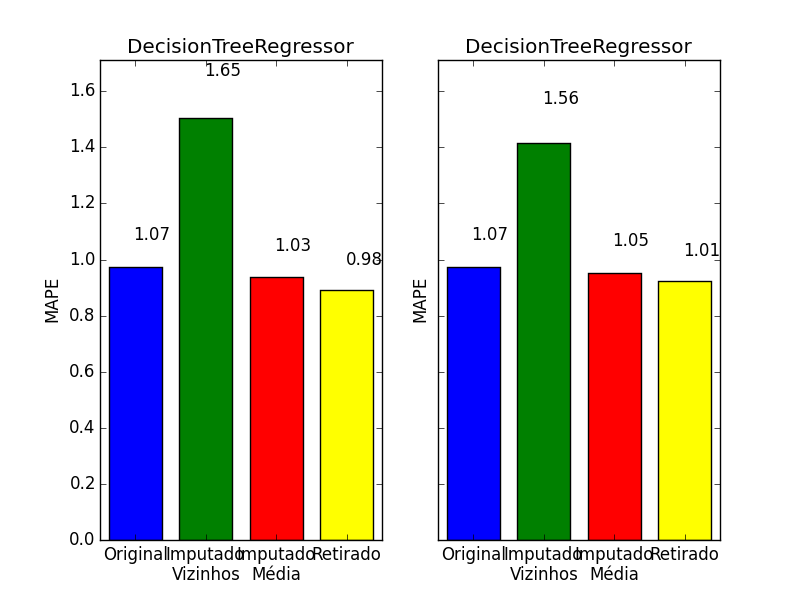 DecisionTreeRegressor
MAPE
1.6
1.4
1.2
1.0
0.8
0.6
0.4
0.2
0.0
1.07
1.65
1.03
0.98
Original
Imputado
Vizinhos
Imputado
Média
Retirado
DecisionTreeRegressor
MAPE
1.07
1.56
1.05
1.01
Original
Imputado
Vizinhos
Imputado
Média
Retirado